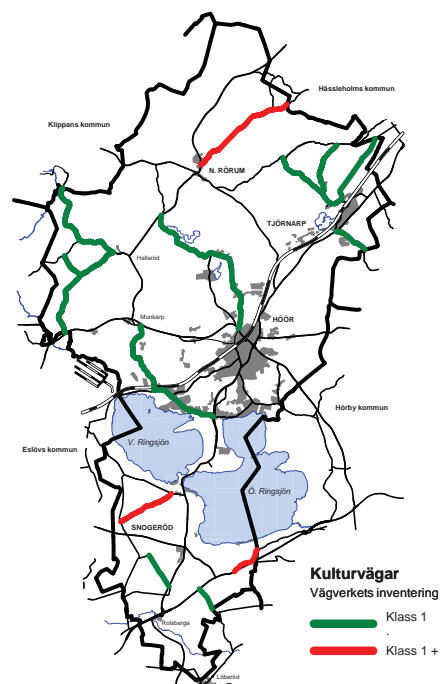 Hässleholms kommun
Klippans kommun
N. RÖRUM
TJÖRNARP
Hallaröd
Munkarp
HÖÖR
Hörby kommun
V. Ringsjön
Eslövs kommun
Ö. Ringsjön
SNOGERÖD
Kulturvägar
Vägverkets inventering
Klass 1
.
Klass 1 +
Rolsberga
Löberöd